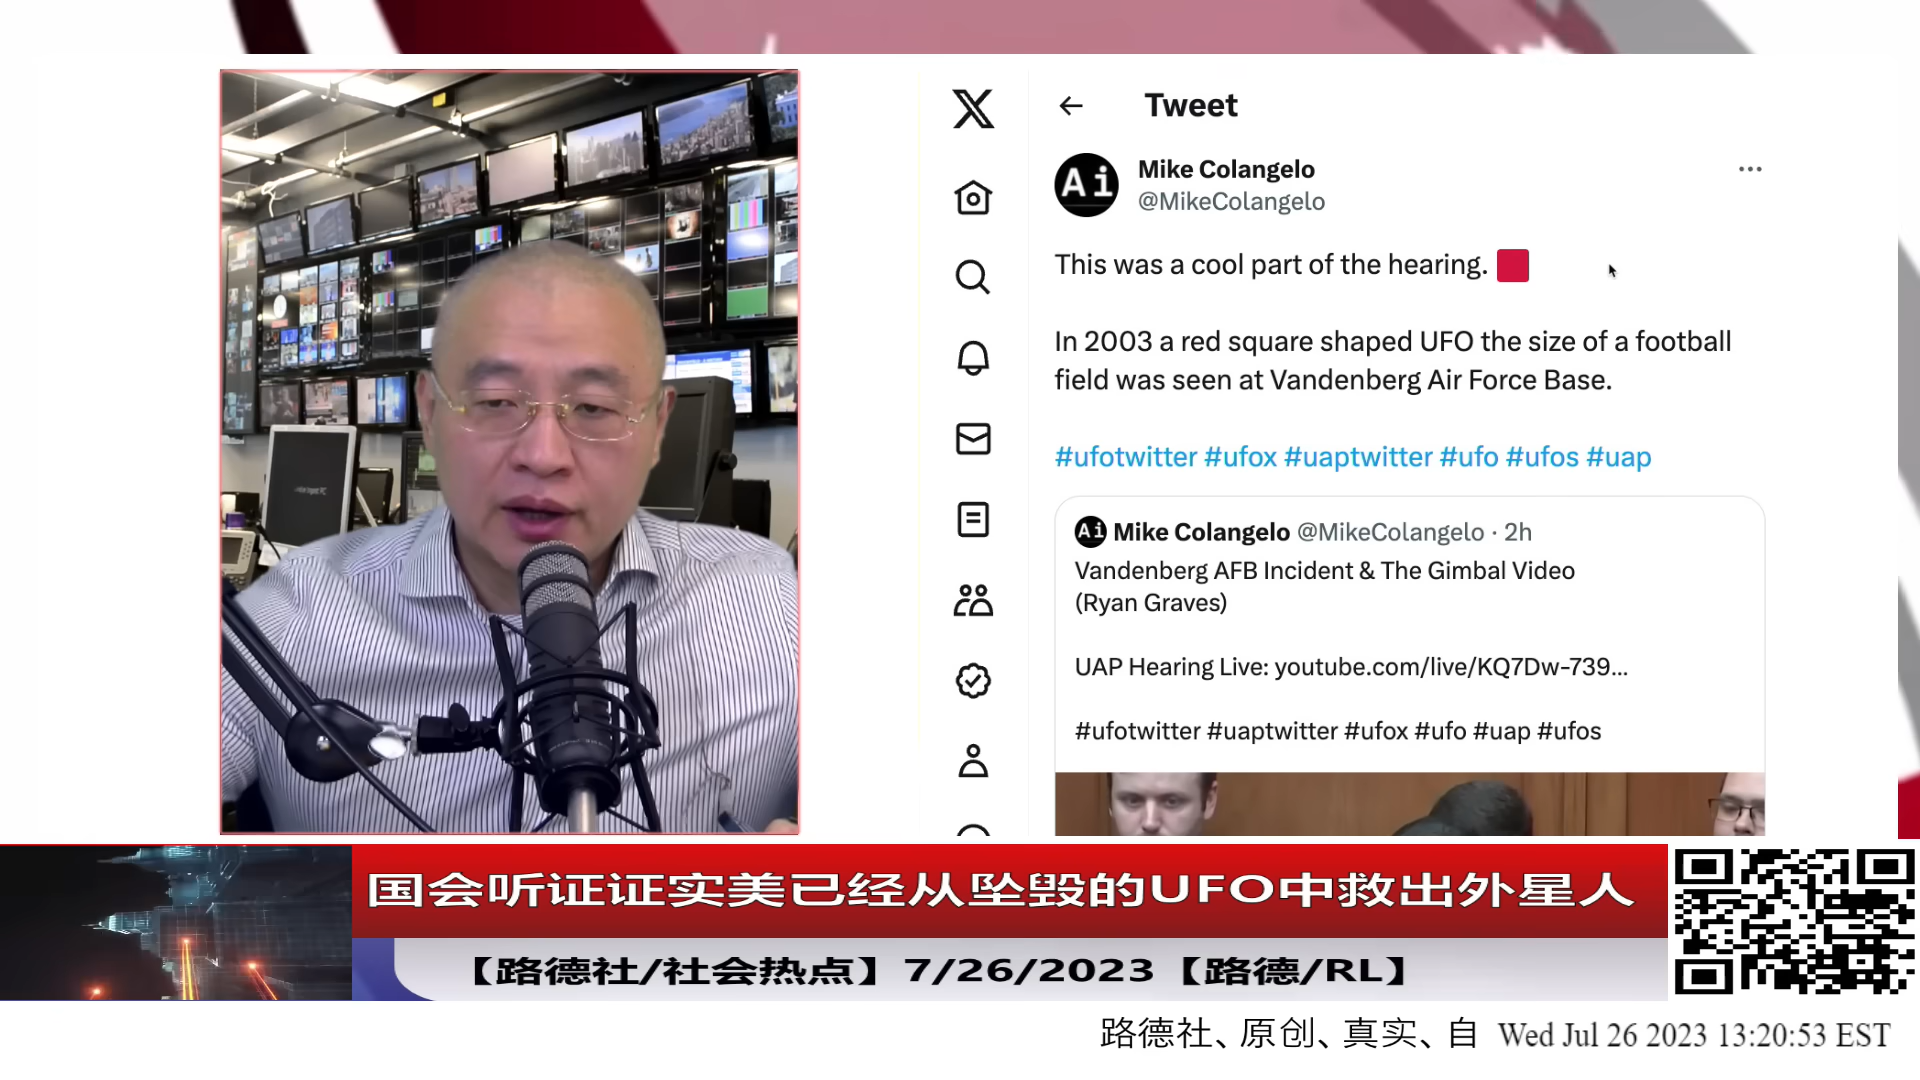 Tweet
Ai
Mike Colangelo
@MikeColangelo
This was a cool part of the hearing.
In 2003 a red square shaped UFO the size of a football
field was seen at Vandenberg Air Force Base.
#ufotwitter #ufox #uaptwitter #ufo #ufos #uap
Ai Mike Colangelo @MikeColangelo · 2h
Vandenberg AFB Incident & The Gimbal Video
(Ryan Graves)
UAP Hearing Live: youtube.com/live/KQ7Dw-739...
#ufotwitter #uaptwitter #ufox #ufo #uap #ufos
国会听证证实美已经从坠毁的UFO中救出外星人
【路德社/社会热点】7/26/2023【路德/RL】
路德社、原创、真实、自 Wed Jul 26 2023 13:20:53 EST